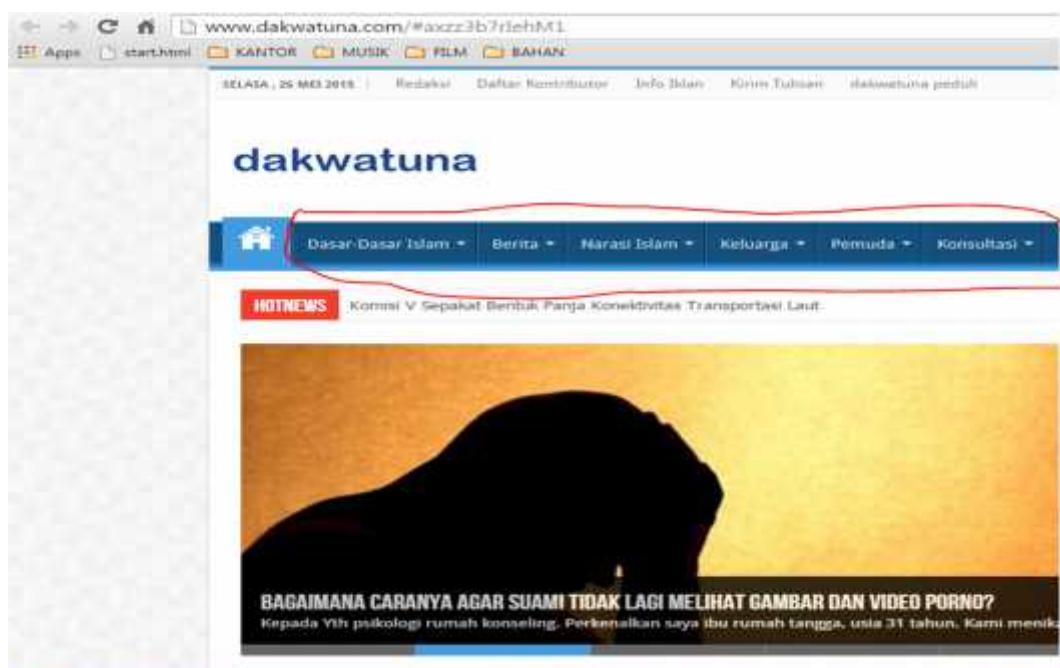 www.dakwatuna.com/#axzz3b7rIehM1
Apps start.html KANTOR MUSIK FILM BAHAN
SELASA , 26 MEI 2015 Redaksi Daftar Kontributor Info Iklan Kirim Tulisan dakwatuna peduli
dakwatuna
Dasar-Dasar Islam Berita Narasi Islam Keluarga Pemuda Konsultasi
HOTNEWS Komisi V Sepakat Bentuk Panja Konektivitas Transportasi Laut
BAGAIMANA CARANYA AGAR SUAMI TIDAK LAGI MELIHAT GAMBAR DAN VIDEO PORNO?
Kepada Yth psikologi rumah konseling. Perkenalkan saya ibu rumah tangga, usia 31 tahun. Kami menika